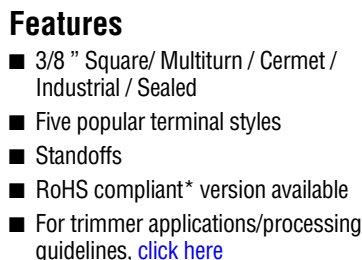 Features
■ 3/8 ” Square/ Multiturn / Cermet /
Industrial / Sealed
■ Five popular terminal styles
■ Standoffs
■ RoHS compliant* version available
■ For trimmer applications/processing
guidelines, click here